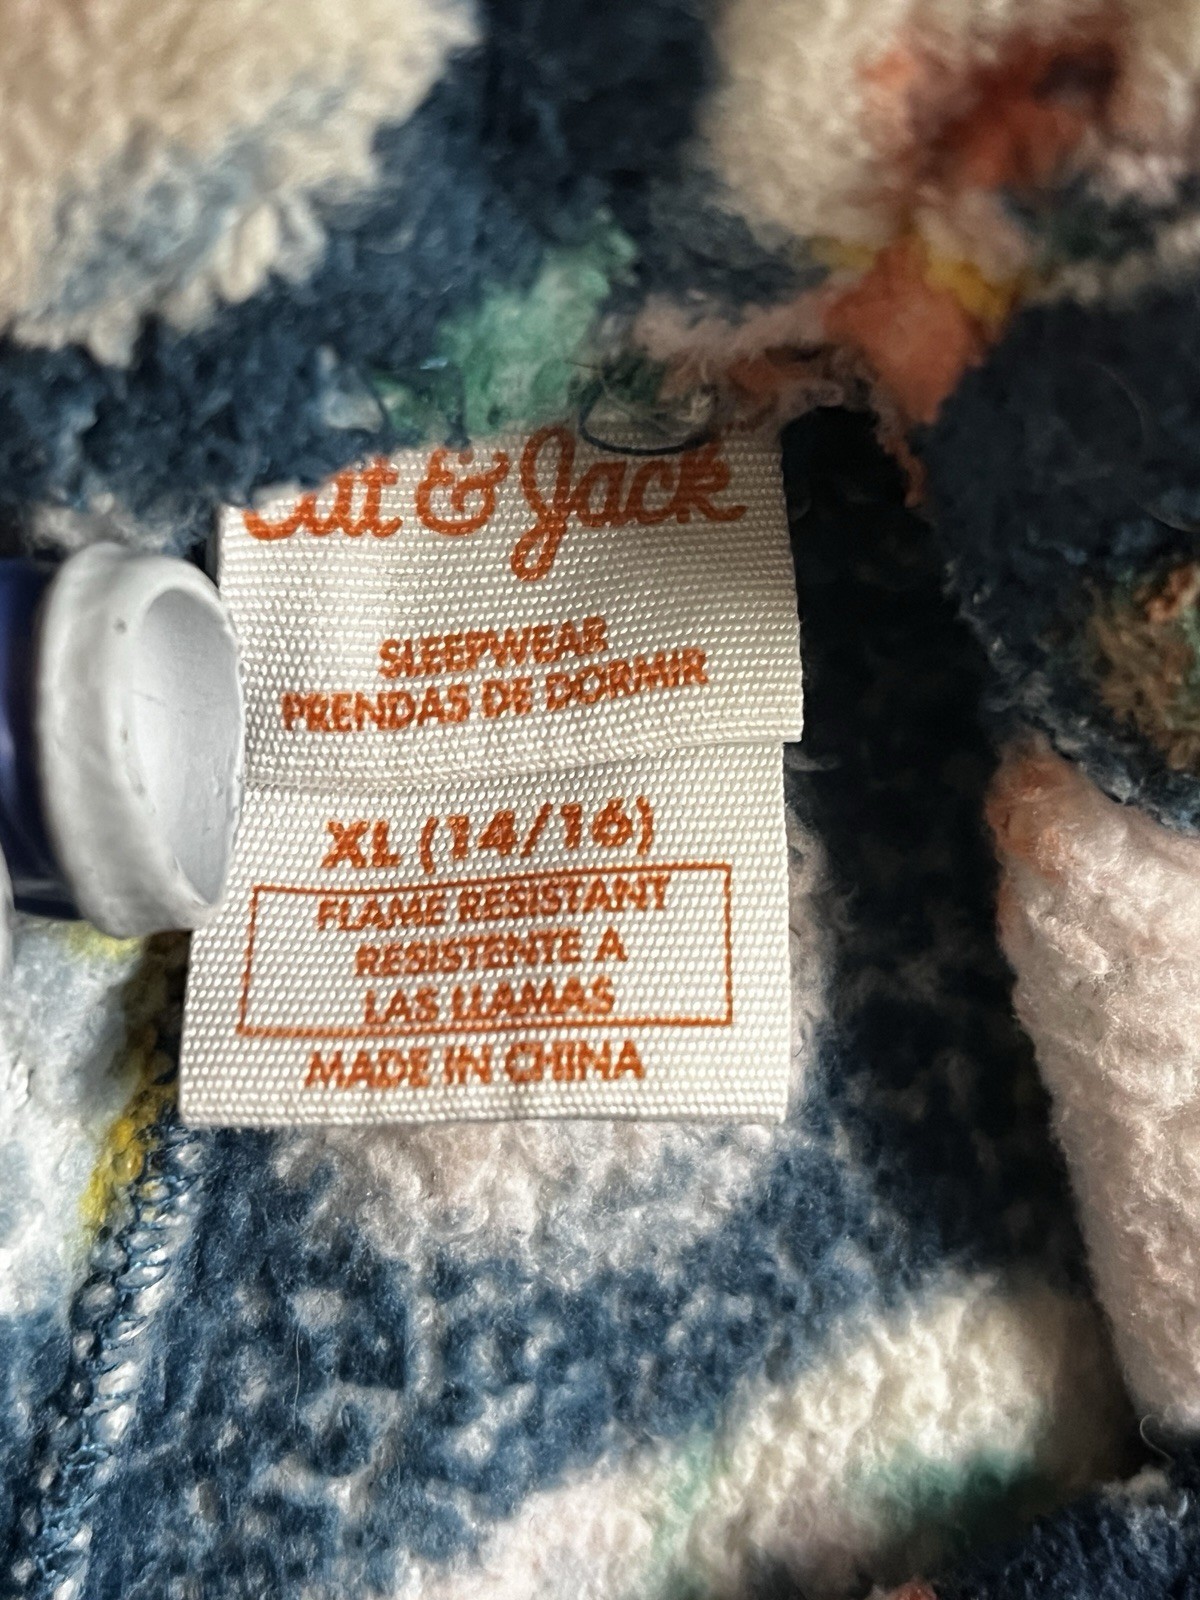 Cat & Jack
SLEEPWEAR
PRENDAS DE DORMIR
XL (14/16)
FLAME RESISTANT
RESISTENTE A
LAS LLAMAS
MADE IN CHINA